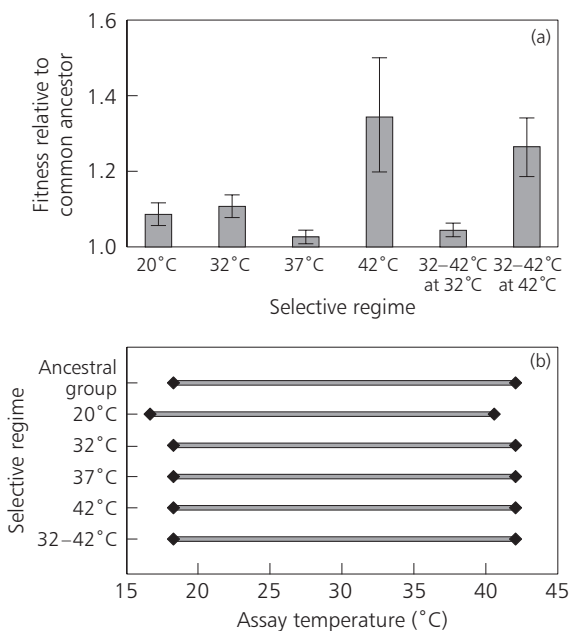 (a)
Fitness relative to
common ancestor
1.6
1.4
1.2
1.0
20˚C
32˚C
37˚C
42˚C
32–42˚C
at 32˚C
32–42˚C
at 42˚C
Selective regime
(b)
Selective regime
Ancestral
group
20˚C
32˚C
37˚C
42˚C
32–42˚C
15
20
25
30
35
40
45
Assay temperature (˚C)